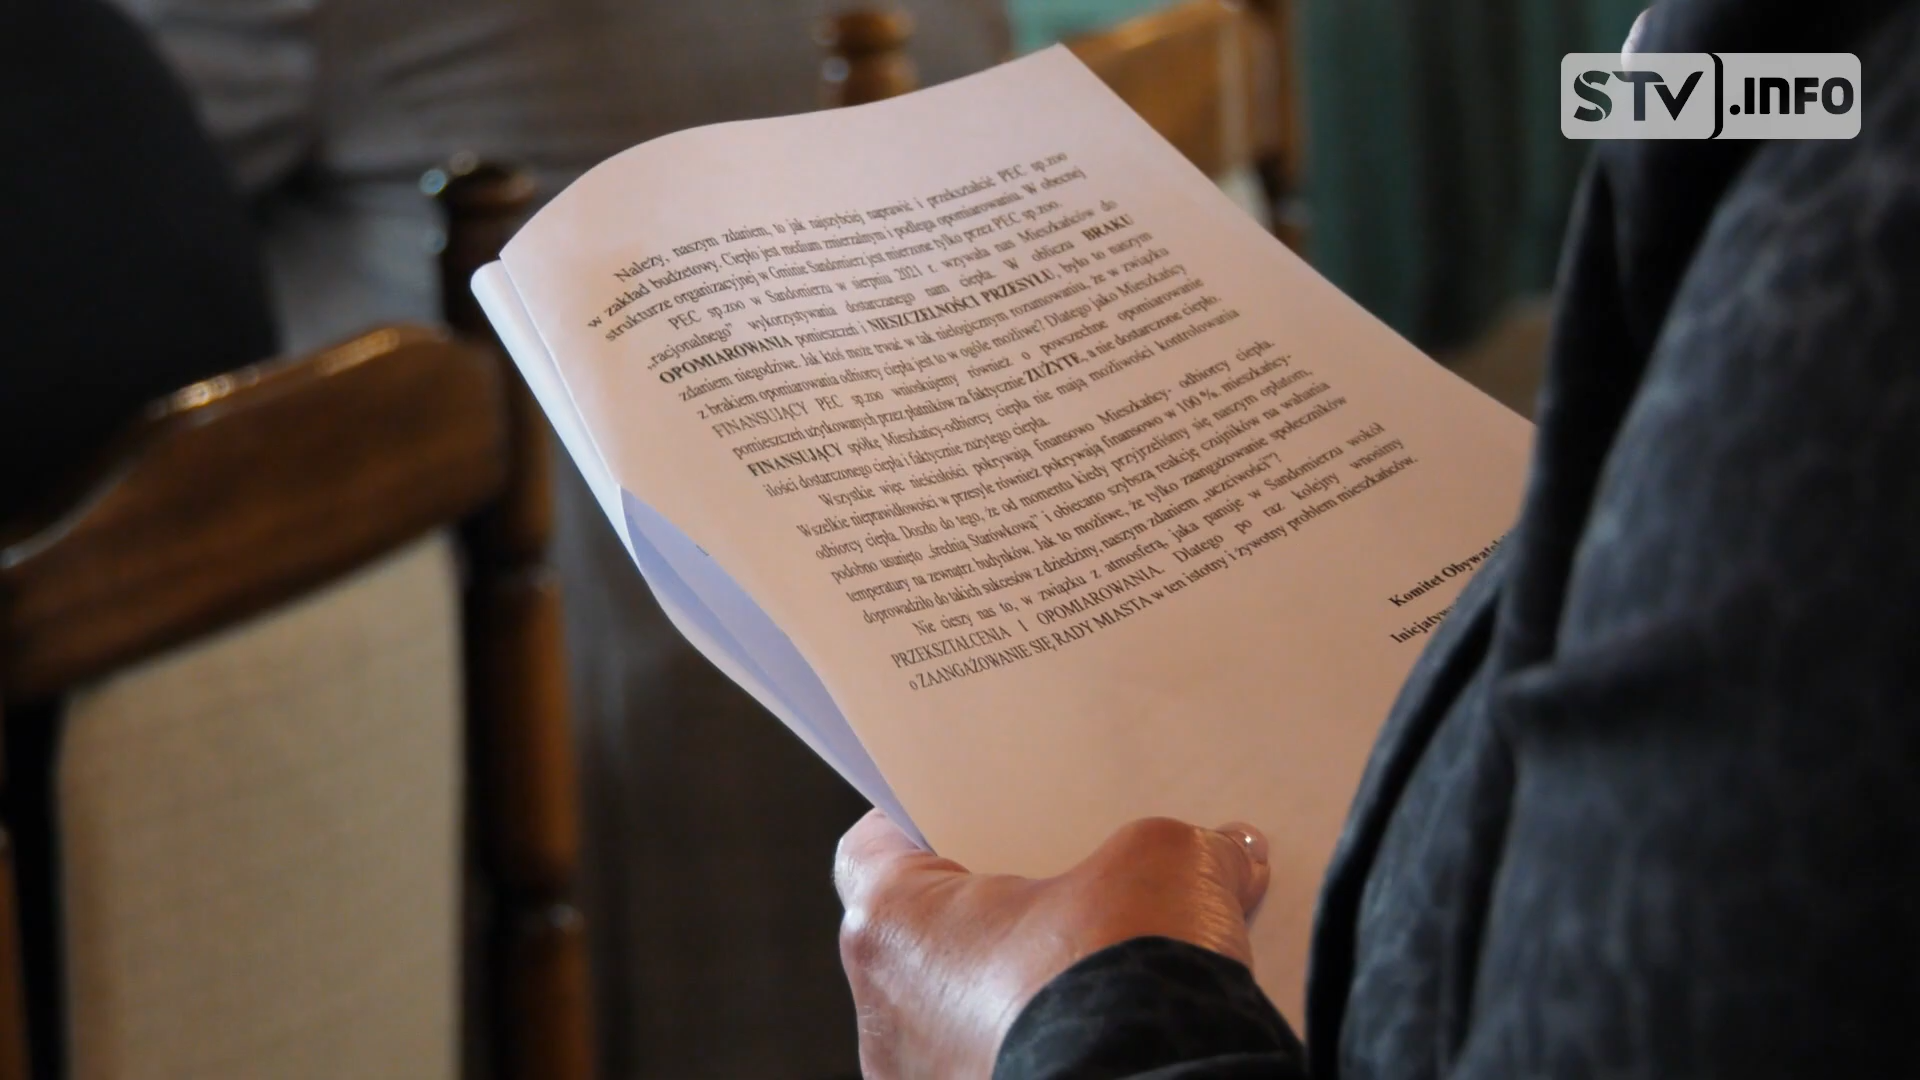 STV.INFO
Należy, naszym zdaniem, to jak najszybciej naprawić i przekształcić PEC sp.zoo
w zakład budżetowy. Ciepło jest medium zmierzalnym i podlega opomiarowaniu. W obecnej
strukturze organizacyjnej w Gminie Sandomierz jest mierzone tylko przez PEC sp.zoo.
PEC sp.zoo w Sandomierzu w sierpniu 2021 r. wzywała nas Mieszkańców do
„racjonalnego” wykorzystywania dostarczanego nam ciepła. W obliczu BRAKU
OPOMIAROWANIA pomieszczeń i NIESZCZELNOŚCI PRZESYŁU, było to naszym
zdaniem niegodziwe. Jak ktoś może trwać w tak nielogicznym rozumowaniu, że w związku
z brakiem opomiarowania odbiorcy ciepła jest to w ogóle możliwe? Dlatego jako Mieszkańcy
FINANSUJĄCY PEC sp.zoo wnioskujemy również o powszechne opomiarowanie
pomieszczeń użytkowanych przez płatników za faktycznie ZUŻYTE, a nie dostarczone ciepło.
FINANSUJĄCY spółkę Mieszkańcy-odbiorcy ciepła nie mają możliwości kontrolowania
ilości dostarczonego ciepła i faktycznie zużytego ciepła.
Wszystkie więc nieścisłości pokrywają finansowo Mieszkańcy- odbiorcy ciepła.
Wszelkie nieprawidłowości w przesyle również pokrywają finansowo w 100 %. mieszkańcy-
odbiorcy ciepła. Doszło do tego, że od momentu kiedy przyjrzeliśmy się naszym opłatom,
podobno usunięto „średnią Starówkową” i obiecano szybszą reakcję czujników na wahania
temperatury na zewnątrz budynków. Jak to możliwe, że tylko zaangażowanie społeczników
doprowadziło do takich sukcesów z dziedziny, naszym zdaniem „uczciwości”?
Nie cieszy nas to, w związku z atmosferą, jaka panuje w Sandomierzu wokół
PRZEKSZTAŁCENIA I OPOMIAROWANIA. Dlatego po raz kolejny wnosimy
o ZAANGAŻOWANIE SIĘ RADY MIASTA w ten istotny i żywotny problem mieszkańców.
Komitet